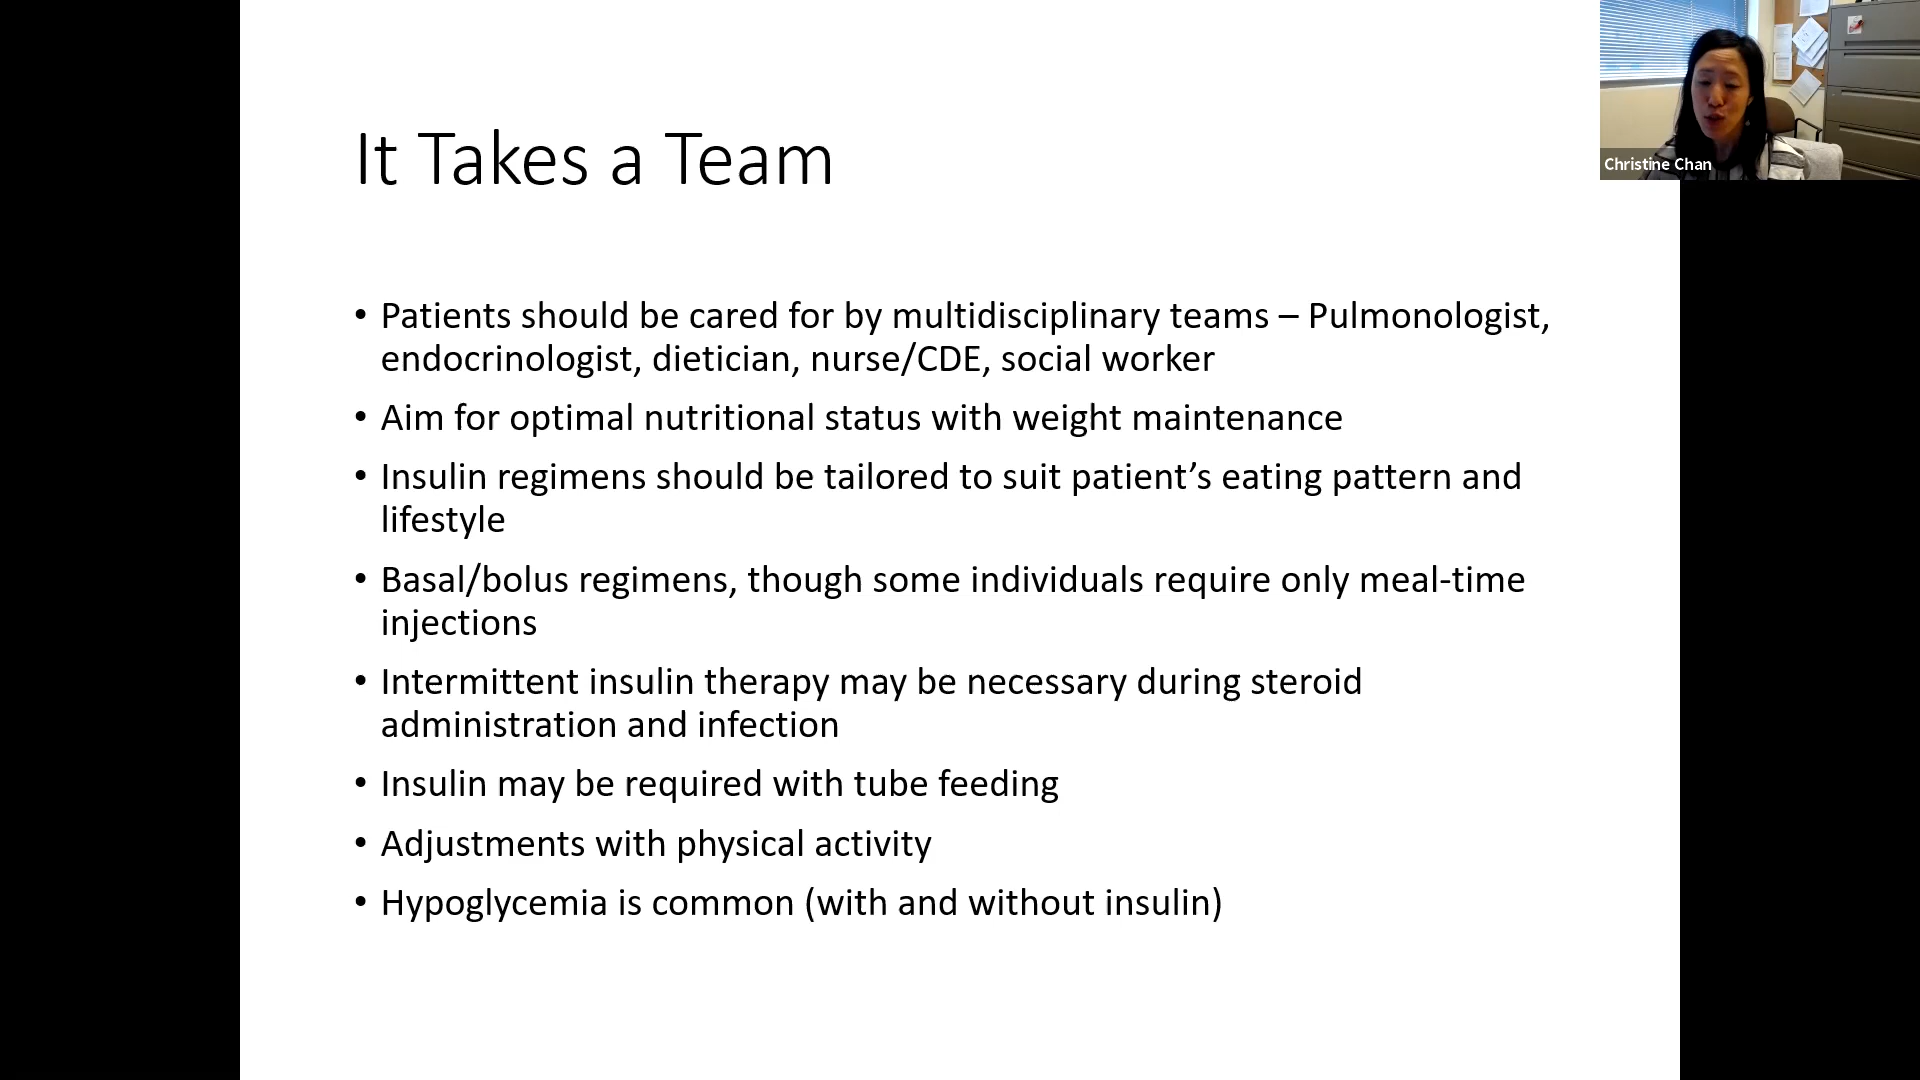 It Takes a Team
Christine Chan
• Patients should be cared for by multidisciplinary teams – Pulmonologist,
endocrinologist, dietician, nurse/CDE, social worker
• Aim for optimal nutritional status with weight maintenance
• Insulin regimens should be tailored to suit patient’s eating pattern and
lifestyle
• Basal/bolus regimens, though some individuals require only meal-time
injections
• Intermittent insulin therapy may be necessary during steroid
administration and infection
• Insulin may be required with tube feeding
• Adjustments with physical activity
• Hypoglycemia is common (with and without insulin)